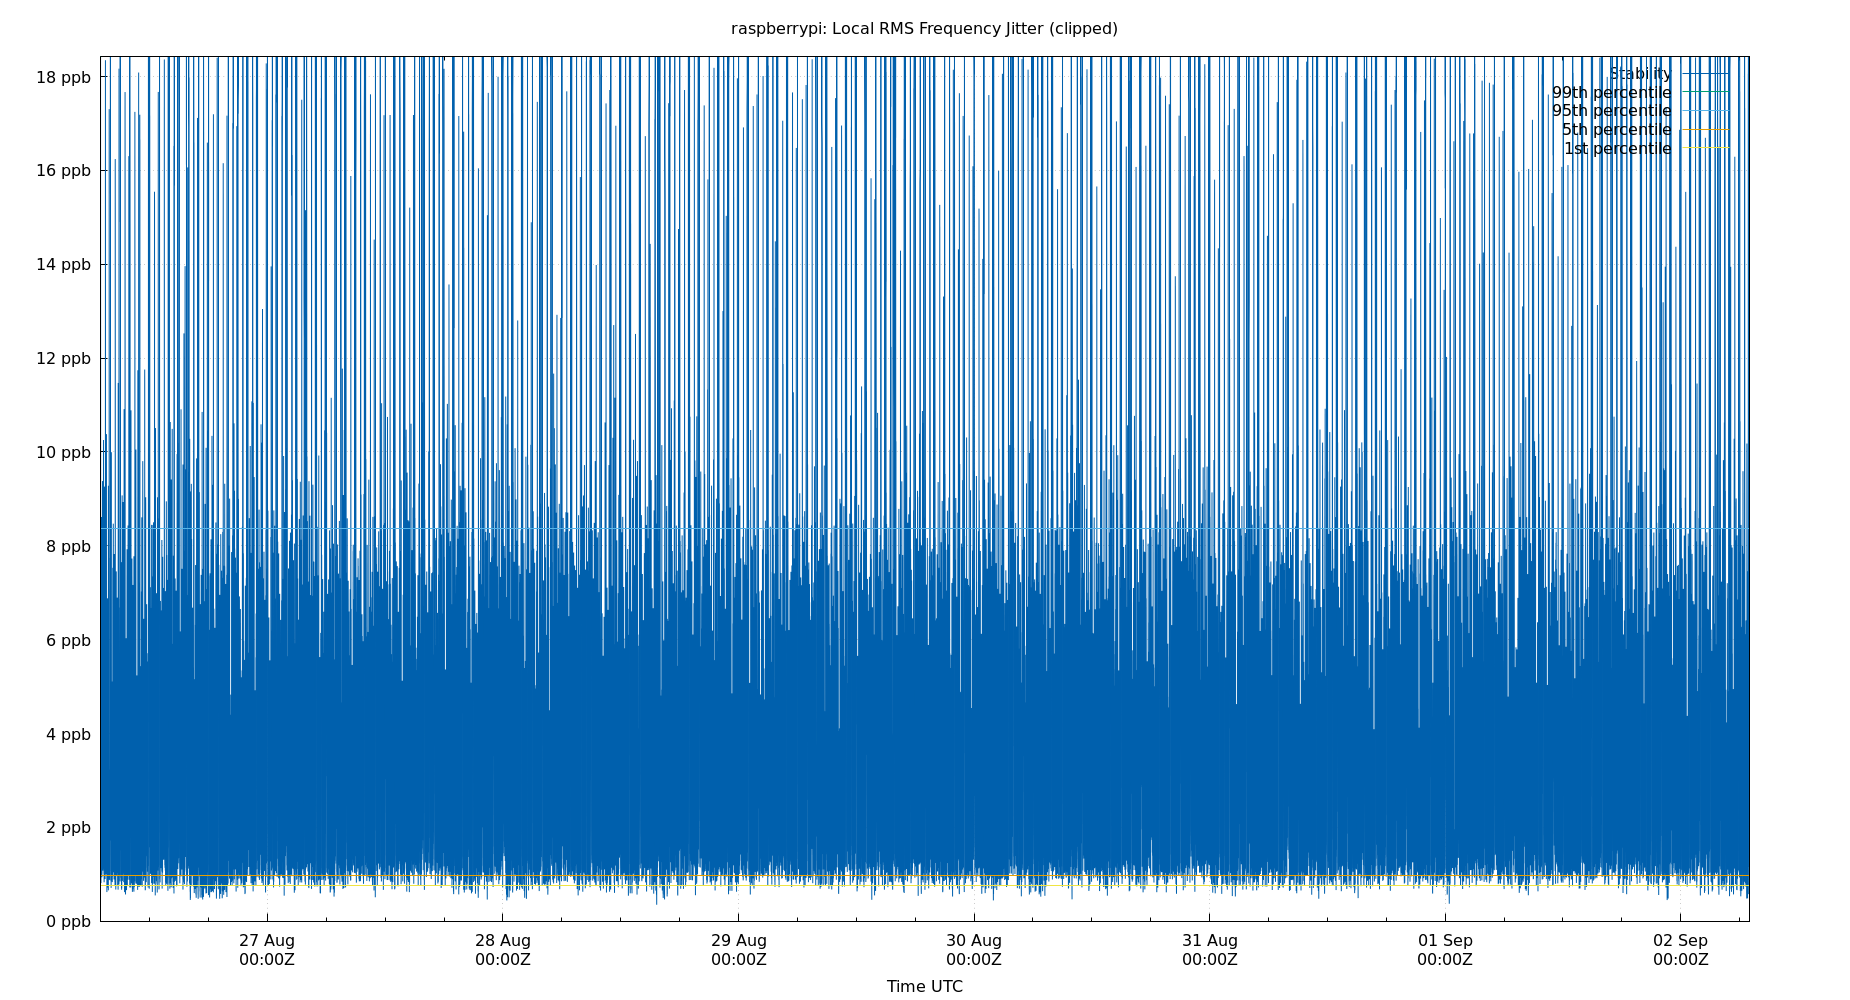 raspberrypi: Local RMS Frequency Jitter (clipped)
18 ppb
16 ppb
14 ppb
12 ppb
10 ppb
8 ppb
6 ppb
4 ppb
2 ppb
0 ppb
Stability
99th percentile
95th percentile
5th percentile
1st percentile
27 Aug 28 Aug 29 Aug 30 Aug 31 Aug 01 Sep 02 Sep
00:00Z 00:00Z 00:00Z 00:00Z 00:00Z 00:00Z 00:00Z
Time UTC